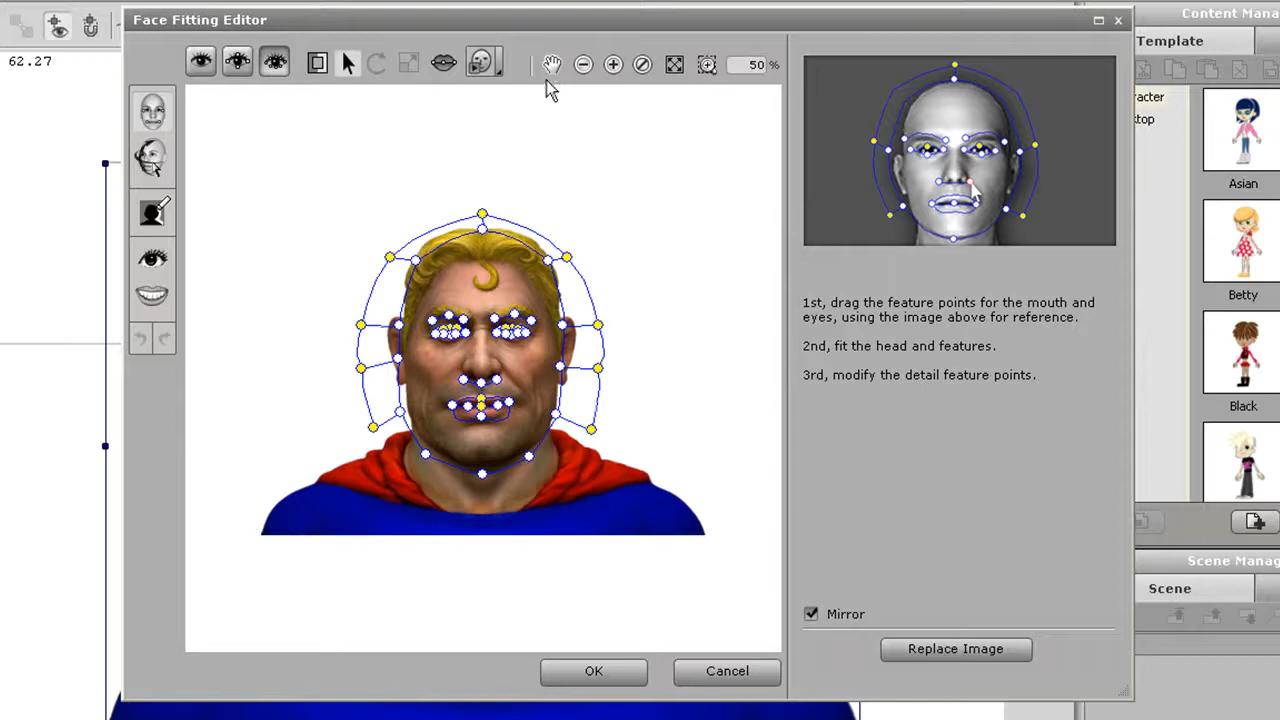 Face Fitting Editor
Content Mana
62.27
50 %
Template
racter
top
Asian
Betty
Black
1st, drag the feature points for the mouth and
eyes, using the image above for reference.
2nd, fit the head and features.
3rd, modify the detail feature points.
Mirror
Replace Image
OK
Cancel
Scene Manag
Scene